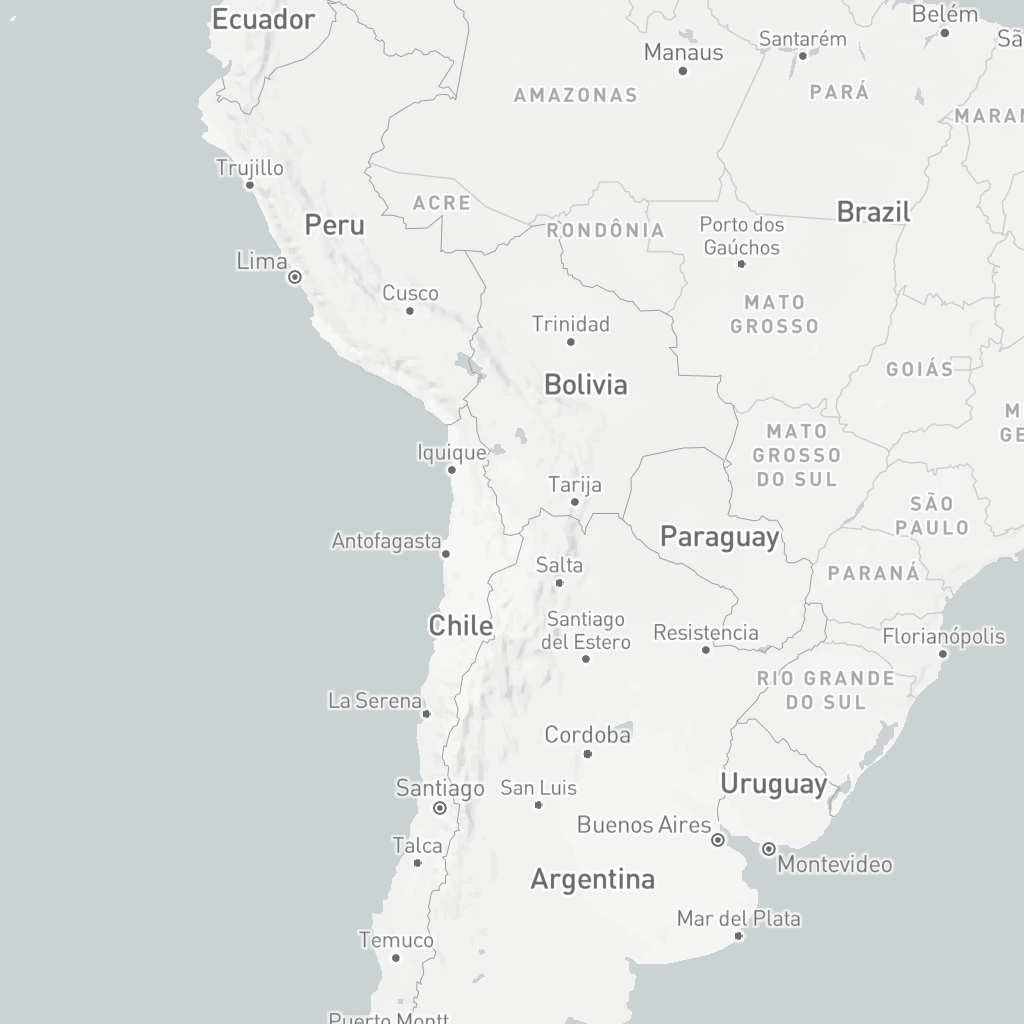 Ecuador
Belém
Santarém
Sã
Manaus
AMAZONAS
PARÁ
MARAN
Trujillo
ACRE
Brazil
Peru
RONDÔNIA
Porto dos
Gaúchos
Lima
Cusco
MATO
GROSSO
Trinidad
GOIÁS
Bolivia
MATO
GROSSO
DO SUL
Iquique
Tarija
SÃO
PAULO
Antofagasta
Paraguay
Salta
PARANÁ
Chile
Santiago
del Estero
Resistencia
Florianópolis
RIO GRANDE
DO SUL
La Serena
Cordoba
Santiago
San Luis
Uruguay
Buenos Aires
Talca
Montevideo
Argentina
Mar del Plata
Temuco
Puerto Montt